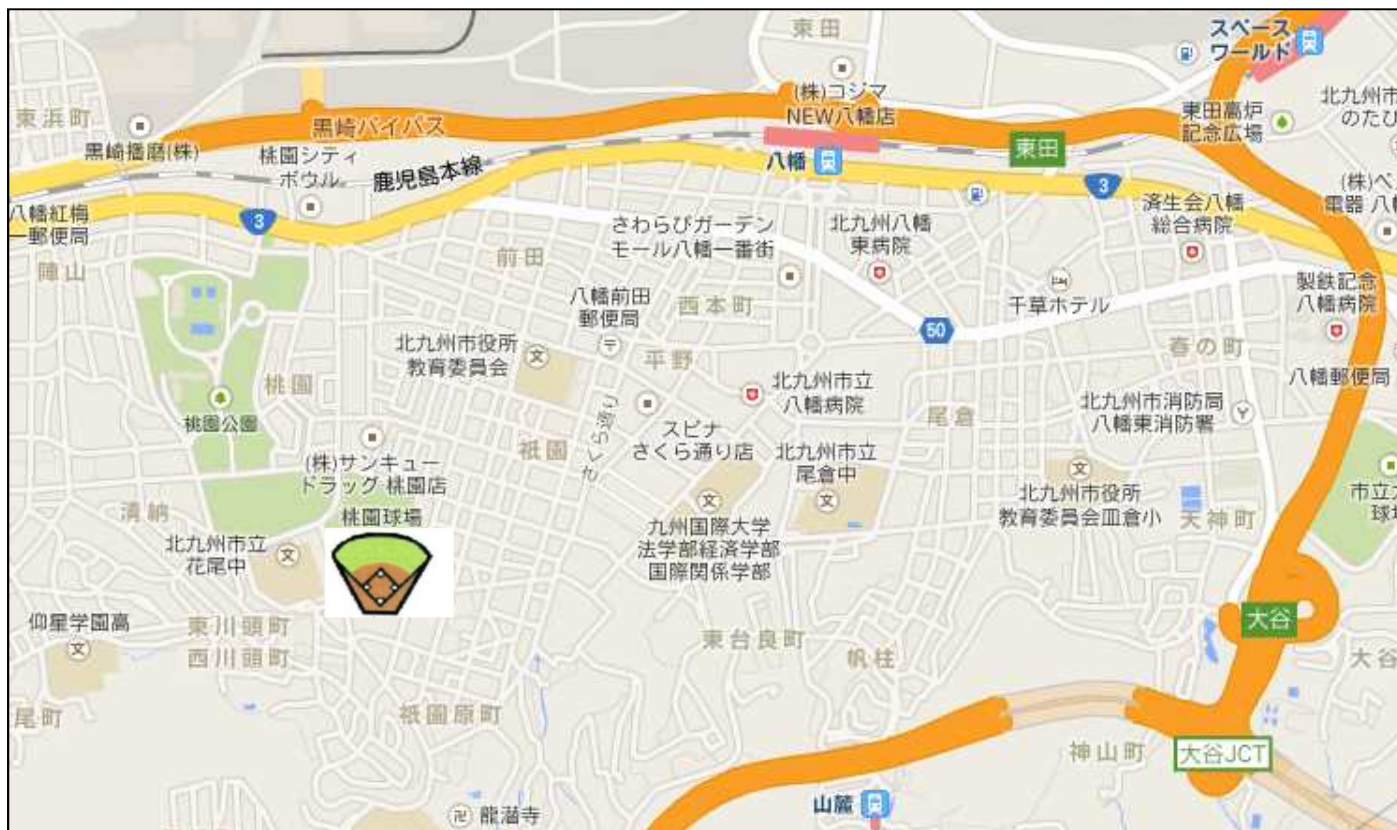 東田
スペース
ワールド
(株)コジマ
NEW八幡店
東浜町
黒崎播磨(株)
黒崎バイパス
東田高炉
記念広場
北九州市
のたび
桃園シティ
ボウル
鹿児島本線
八幡
東田
3
(株)ベ
電器 八幡
八幡紅梅
郵便局
3
さわらびガーデン
モール八幡一番街
北九州八幡
東病院
済生会八幡
総合病院
陣山
前田
八幡前田
郵便局
西本町
千草ホテル
製鉄記念
八幡病院
50
北九州市役所
教育委員会
平野
春の町
桃園
北九州市立
八幡病院
八幡郵便局
桃園公園
さくら通り
スピナ
さくら通り店
尾倉
北九州市消防局
八幡東消防署
祇園
(株)サンキュー
ドラッグ 桃園店
北九州市立
尾倉中
北九州市役所
教育委員会皿倉小
市立大
球場
清納
桃園球場
天神町
北九州市立
花尾中
九州国際大学
法学部経済学部
国際関係学部
仰星学園高
東川頭町
西川頭町
東台良町
帆柱
大谷
大谷
尾町
祇園原町
神山町
大谷JCT
山麓
龍潜寺